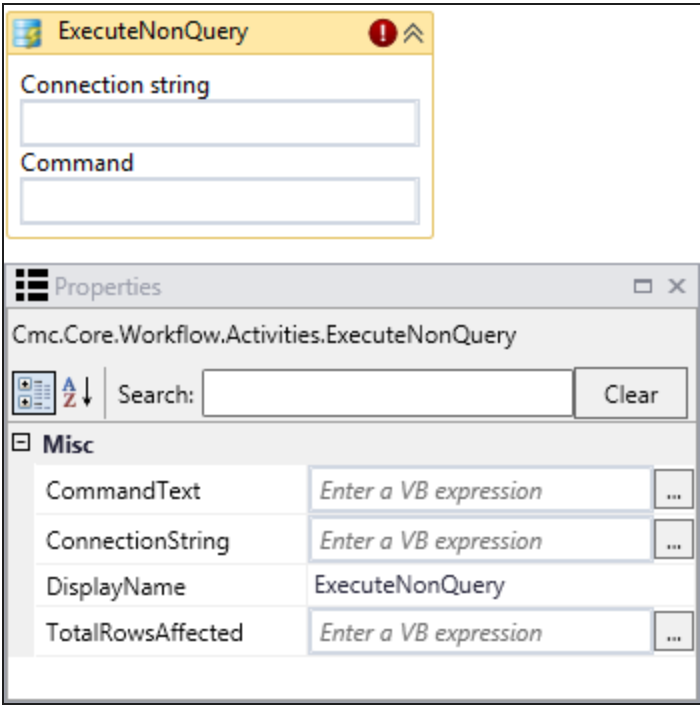 ExecuteNonQuery
Connection string
Command
Properties
Cmc.Core.Workflow.Activities.ExecuteNonQuery
Search: Clear
Misc
CommandText Enter a VB expression ...
ConnectionString Enter a VB expression ...
DisplayName ExecuteNonQuery
TotalRowsAffected Enter a VB expression ...